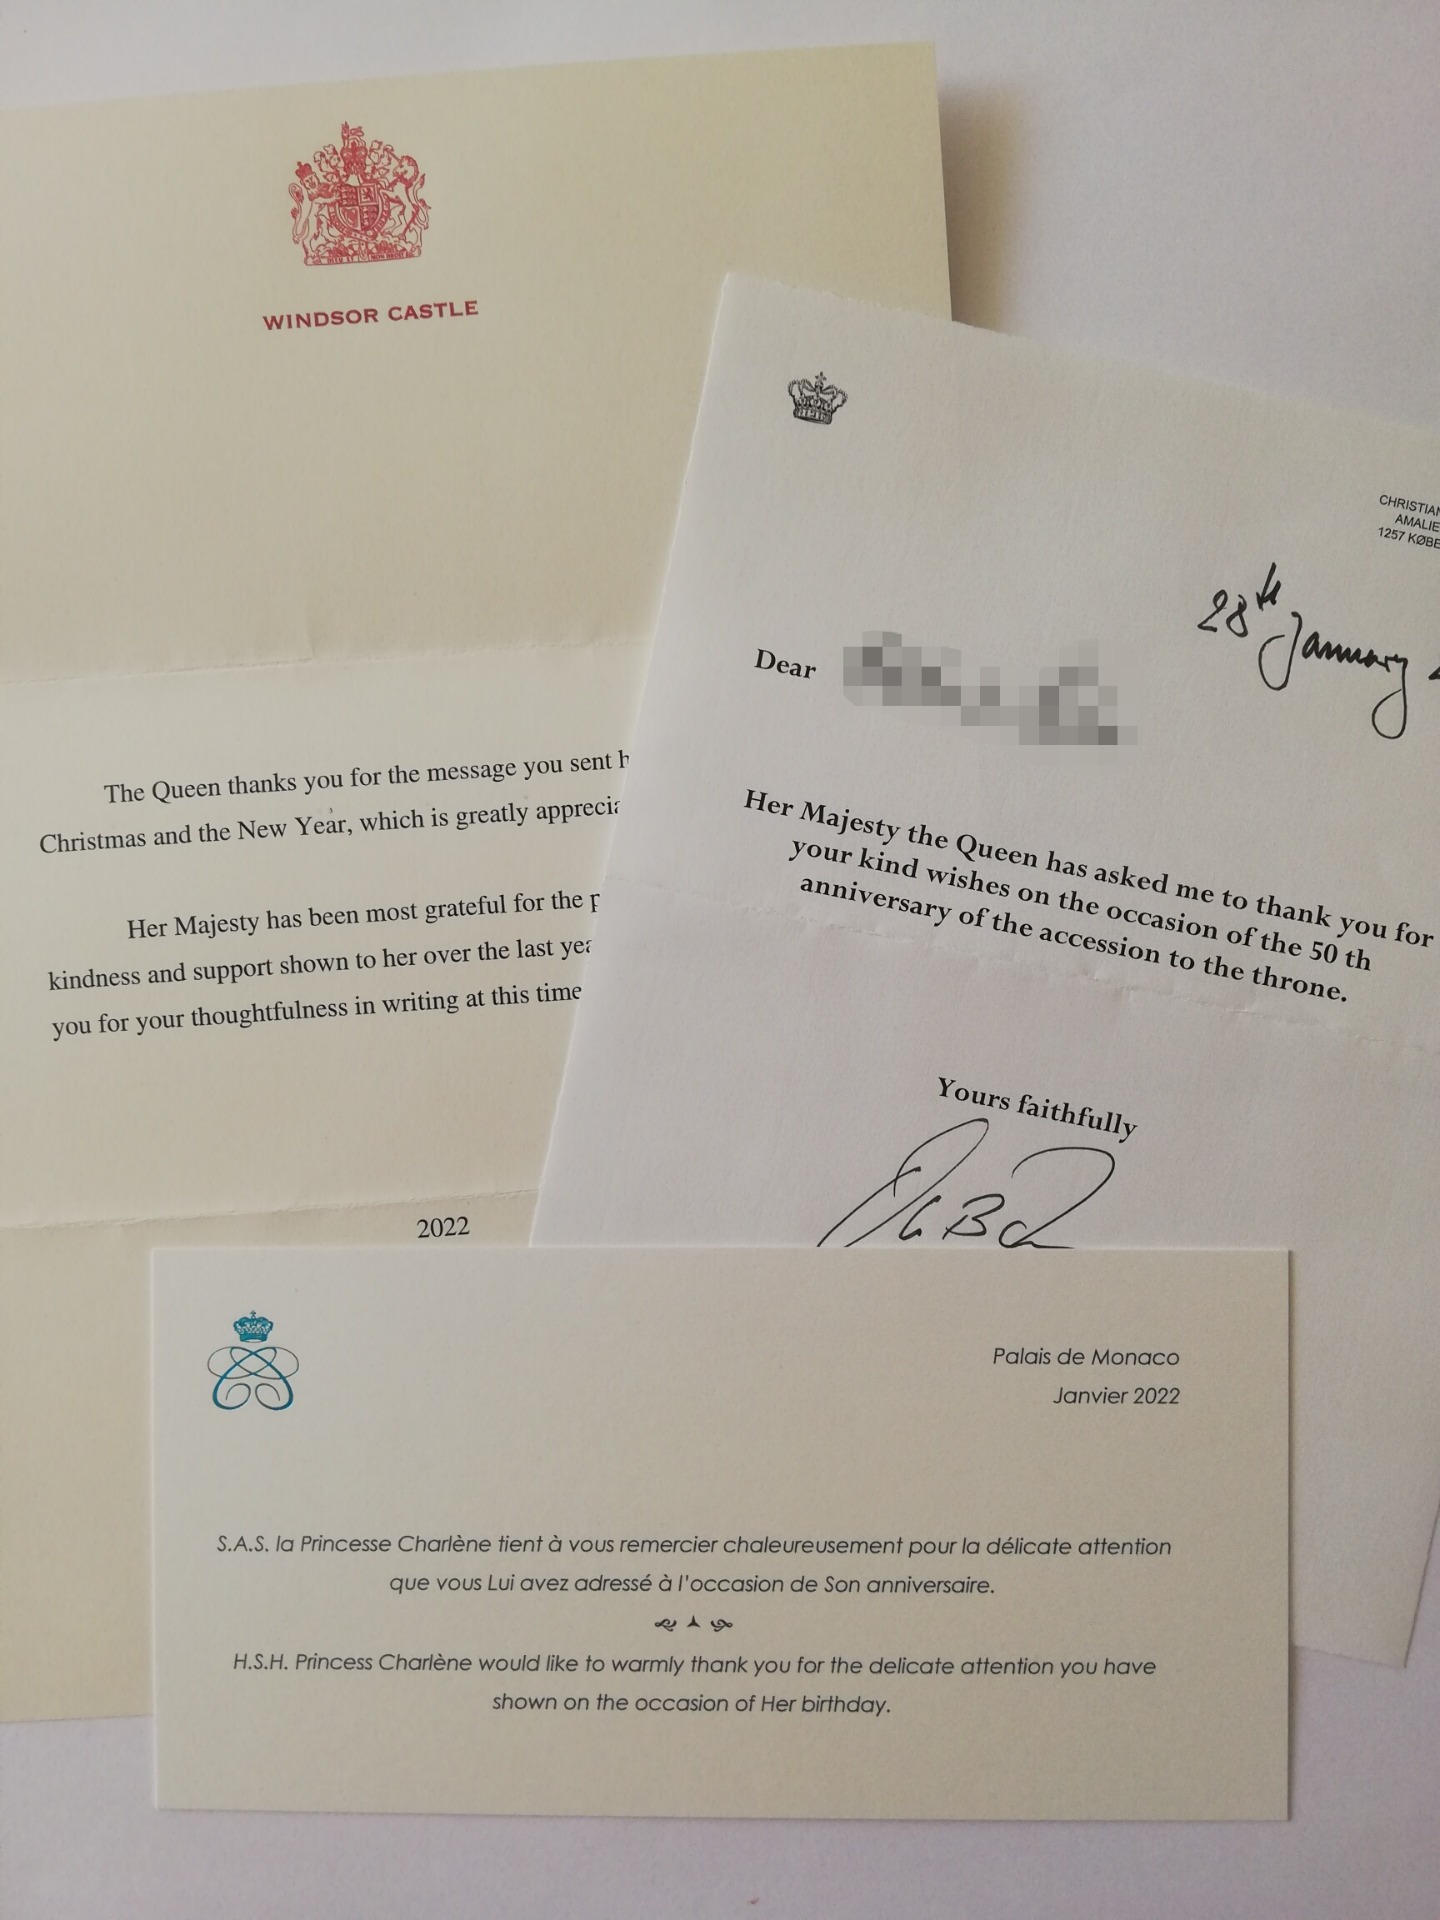 WINDSOR CASTLE
The Queen thanks you for the message you sent
Christmas and the New Year, which is greatly
Her Majesty has been most grateful for the
kindness and support shown to her over the last
you for your thoughtfulness in writing at this time
2022
1257
28th January
Dear
Her Majesty the Queen has asked me to thank you for
your kind wishes on the occasion of the 50 th
anniversary of the accession to the throne.
Yours faithfully
Palais de Monaco
Janvier 2022
S.A.S. la Princesse Charlène tient à vous remercier chaleureusement pour la délicate attention
que vous Lui avez adressé à l'occasion de Son anniversaire.
H.S.H. Princess Charlène would like to warmly thank you for the delicate attention you have
shown on the occasion of Her birthday.